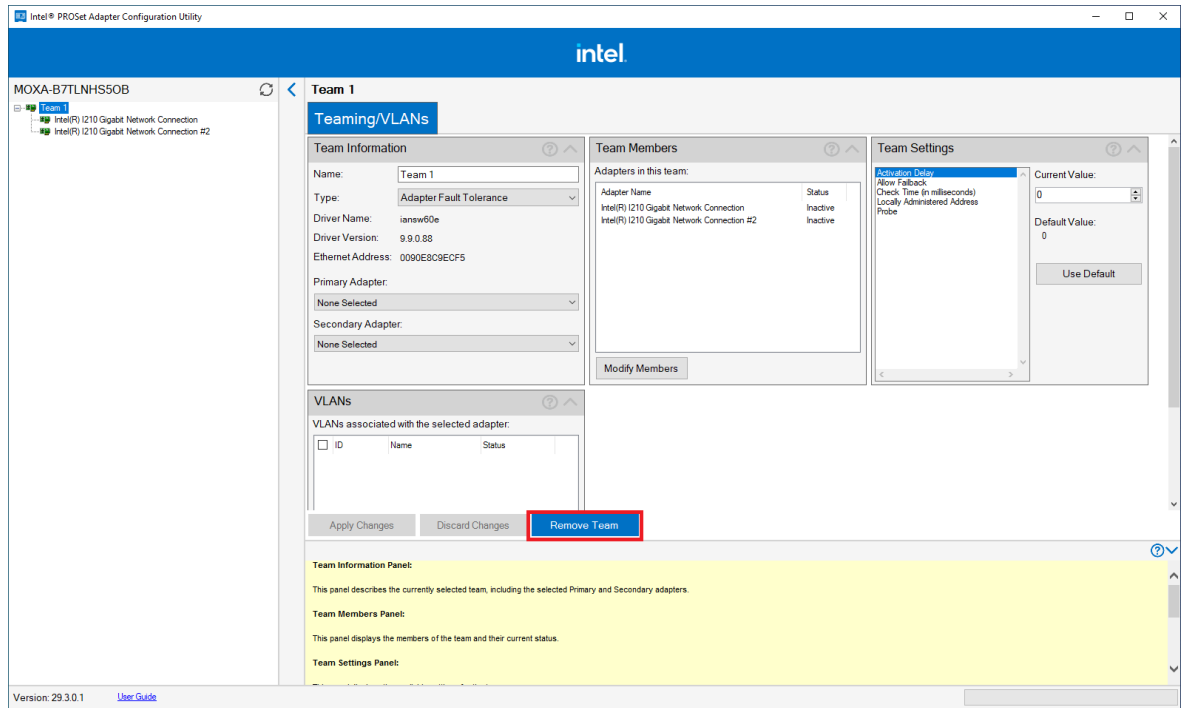 Intel® PROSet Adapter Configuration Utility
intel.
MOXA-B7TLNHS5OB
Team 1
Intel(R) I210 Gigabit Network Connection
Intel(R) I210 Gigabit Network Connection #2
Team 1
Teaming/VLANs
Team Information
Name:
Team 1
Type:
Adapter Fault Tolerance
Driver Name:
iansw60e
Driver Version:
9.9.0.88
Ethernet Address:
0090E8C9ECF5
Primary Adapter:
None Selected
Secondary Adapter:
None Selected
Team Members
Adapters in this team:
Adapter Name Status
Intel(R) I210 Gigabit Network Connection Inactive
Intel(R) I210 Gigabit Network Connection #2 Inactive
Modify Members
Team Settings
Activation Delay
Allow Failback
Check Time (in milliseconds)
Locally Administered Address
Probe
Current Value:
0
Default Value:
0
Use Default
VLANs
VLANs associated with the selected adapter:
ID Name Status
Apply Changes
Discard Changes
Remove Team
Team Information Panel:
This panel describes the currently selected team, including the selected Primary and Secondary adapters.
Team Members Panel:
This panel displays the members of the team and their current status.
Team Settings Panel:
Version: 29.3.0.1
User Guide